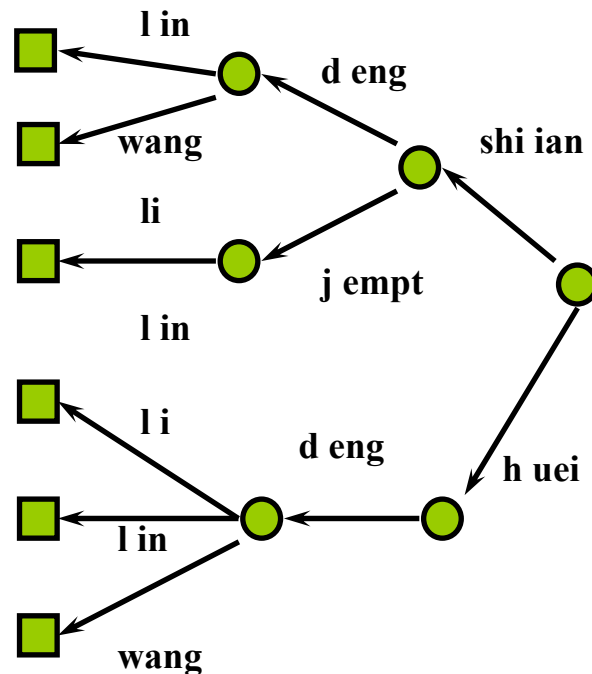 l in
d eng
wang
shi ian
li
j empt
l in
l i
d eng
h uei
l in
wang